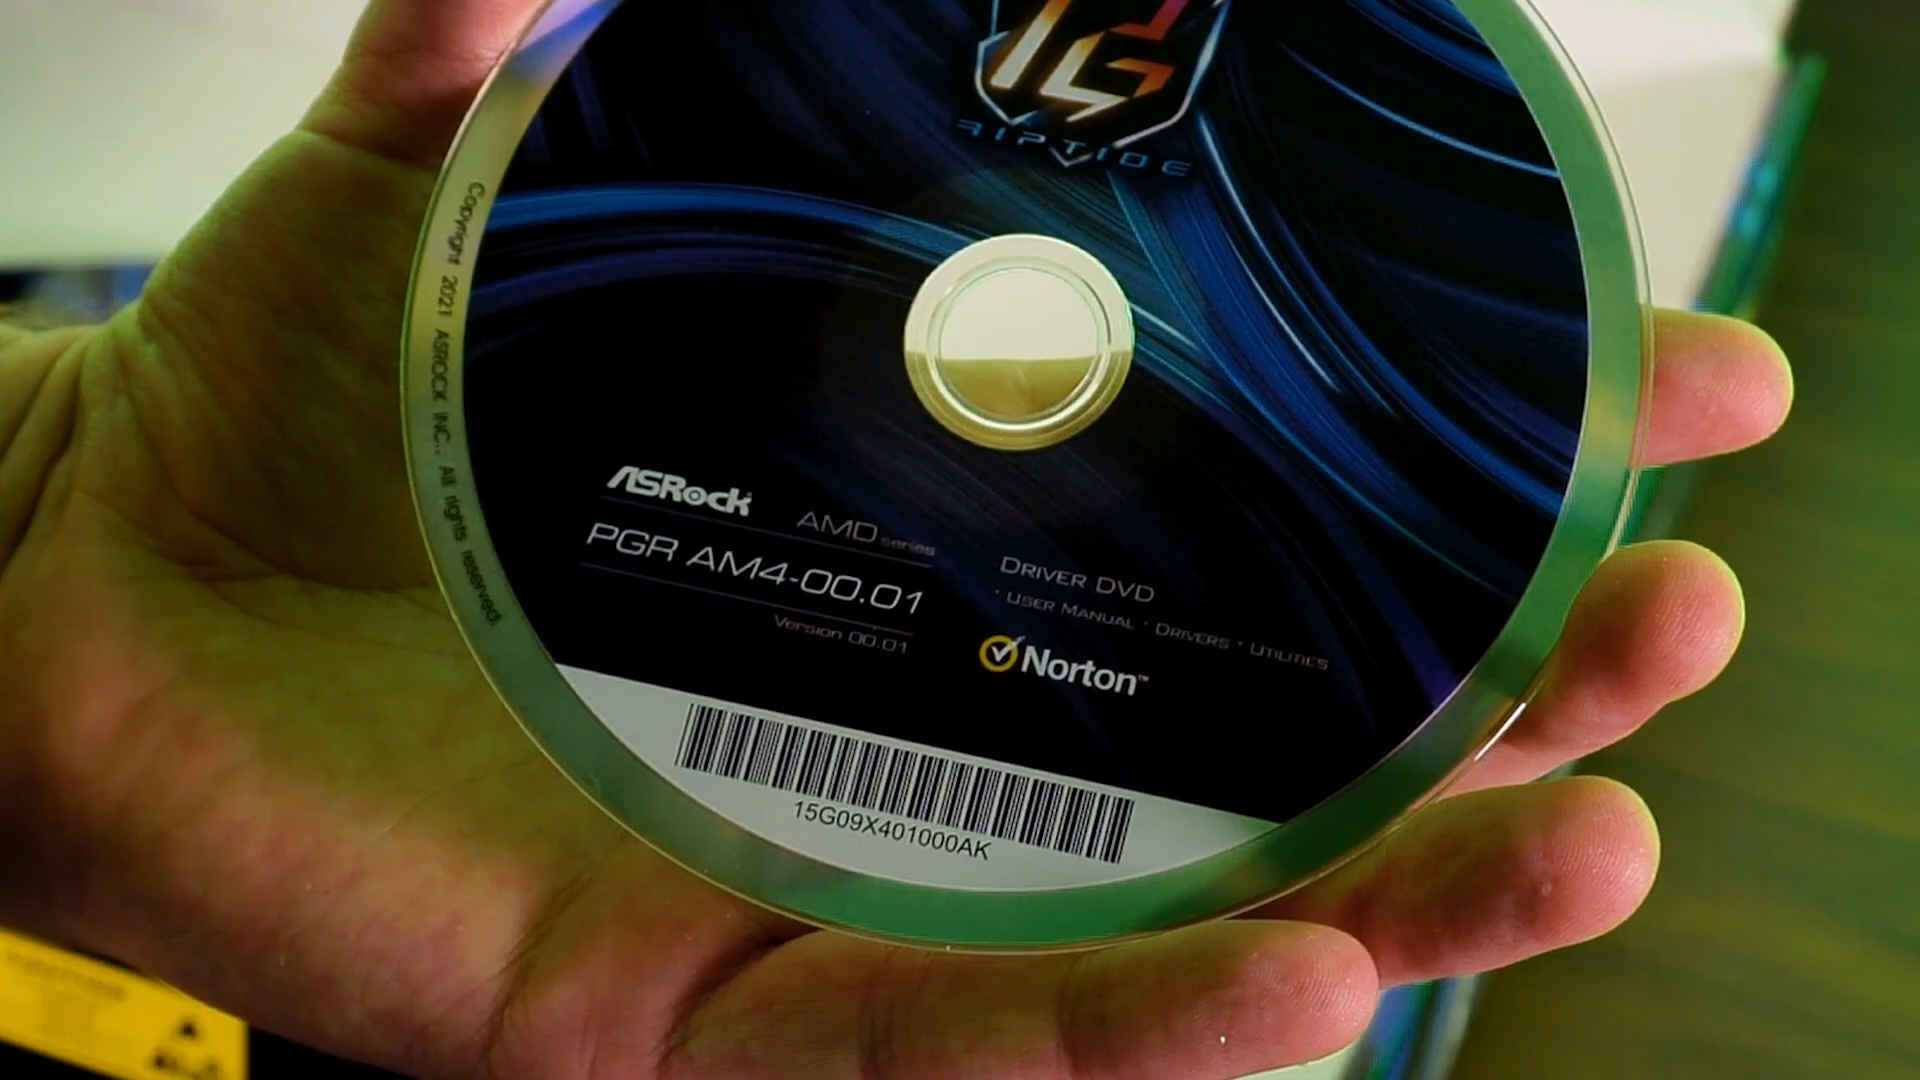 PG
RIPTIDE
Copyright 2021 ASROCK INC., All rights reserved.
ASRock
AMD series
PGR AM4-00.01
Version 00.01
DRIVER DVD
· USER MANUAL · DRIVERS · UTILITIES
Norton™
15G09X401000AK